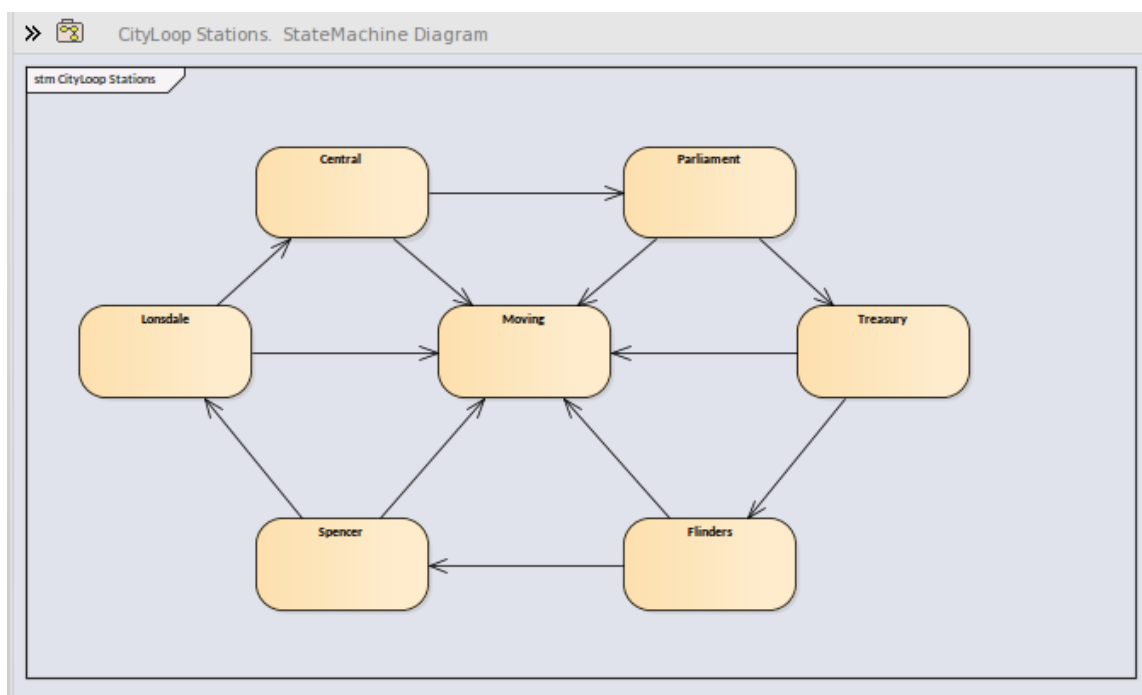 CityLoop Stations. StateMachine Diagram
stm CityLoop Stations
Central
Parliament
Lonsdale
Moving
Treasury
Spencer
Flinders